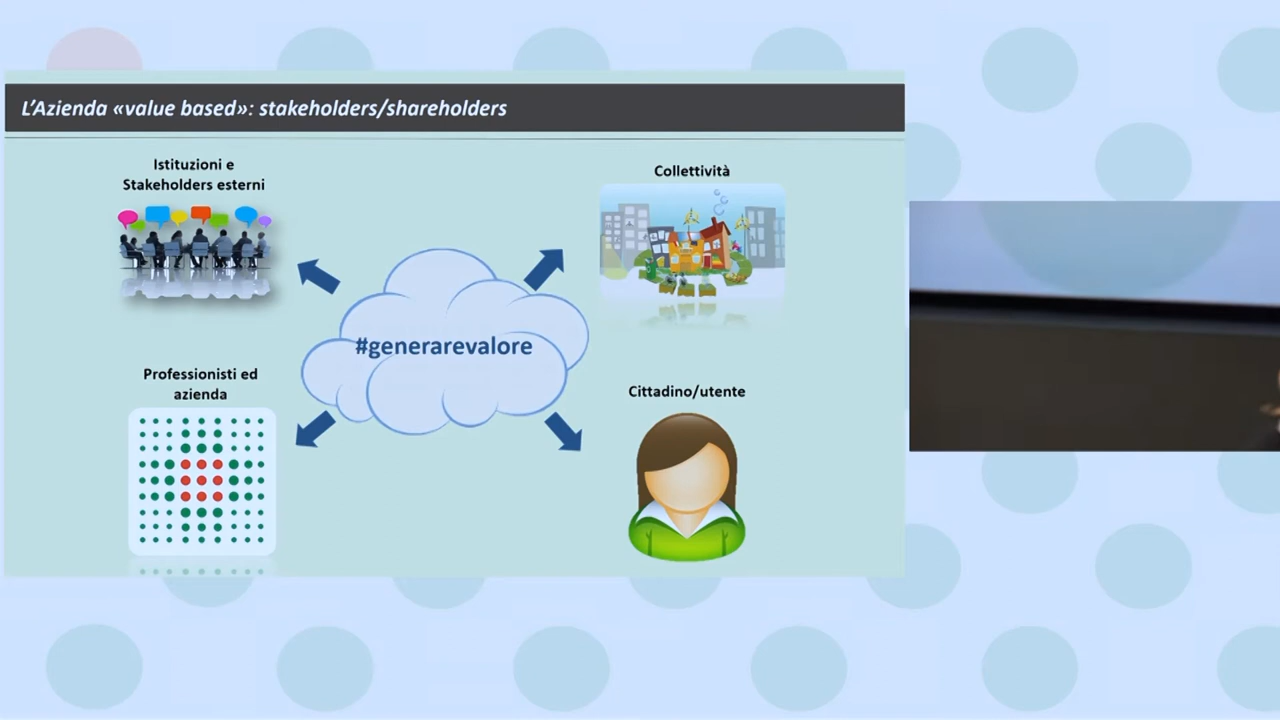 L'Azienda «value based»: stakeholders/shareholders
Istituzioni e
Stakeholders esterni
Collettività
#generarevalore
Professionisti ed
azienda
Cittadino/utente